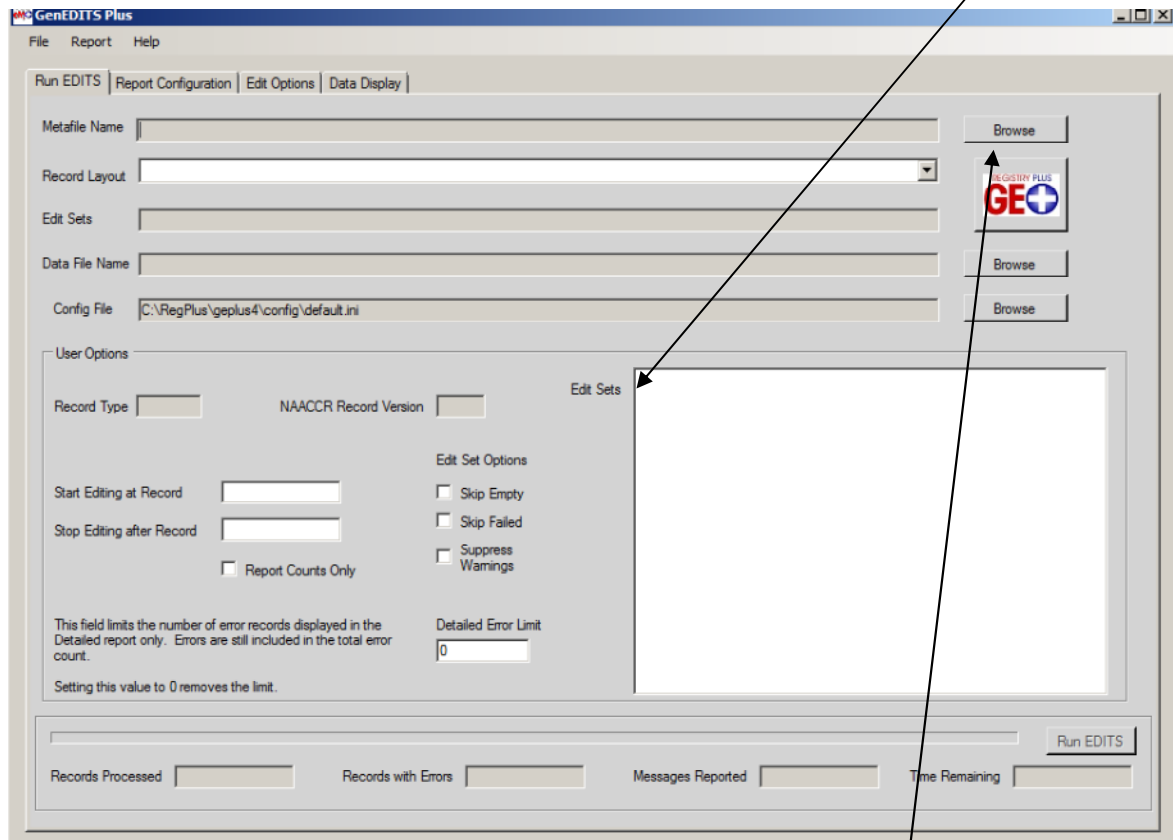 eMC GenEDITS Plus
File Report Help
Run EDITS Report Configuration Edit Options Data Display
Metafile Name Browse
Record Layout
REGISTRY PLUS
GE
Edit Sets
Data File Name Browse
Config File C:\RegPlus\geplus4\config\default.ini Browse
User Options
Record Type NAACCR Record Version Edit Sets
Edit Set Options
Start Editing at Record Skip Empty
Stop Editing after Record Skip Failed
Report Counts Only Suppress
Warnings
This field limits the number of error records displayed in the
Detailed report only. Errors are still included in the total error
count.
Detailed Error Limit
0
Setting this value to 0 removes the limit.
Run EDITS
Records Processed Records with Errors Messages Reported Time Remaining